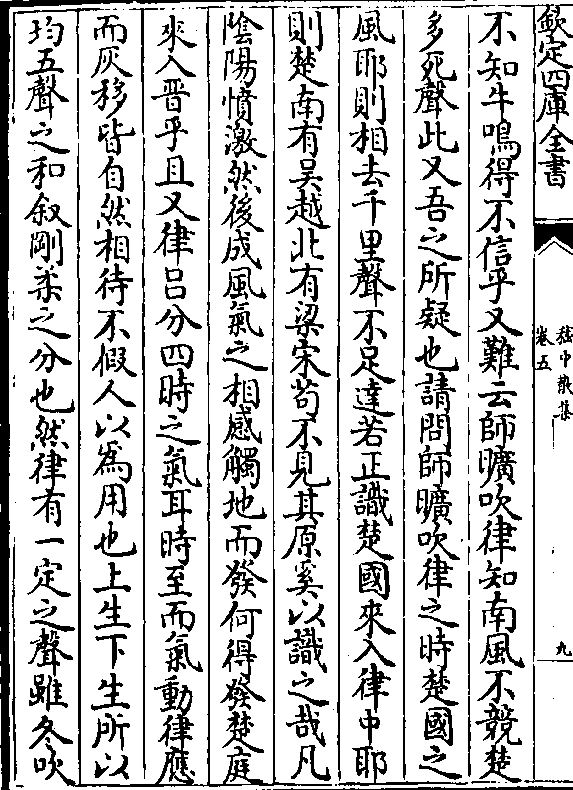 欽定四庫全書
嵇中散集
卷五
九
不知牛鳴得不信乎又難云師曠吹律知南風不競楚
多死聲此又吾之所疑也請問師曠吹律之時楚國之
風耶則相去千里聲不足達若正識楚國來入律中耶
則楚南有吳越北有梁宋苟不見其原奚以識之哉凡
陰陽憤激然後成風氣之相感觸地而發何得發楚庭
來入晋乎且又律呂分四時之氣耳時至而氣動律應
而灰移皆自然相待不假人以為用也上生下生所以
均五聲之和叙剛柔之分也然律有一定之聲雖冬吹